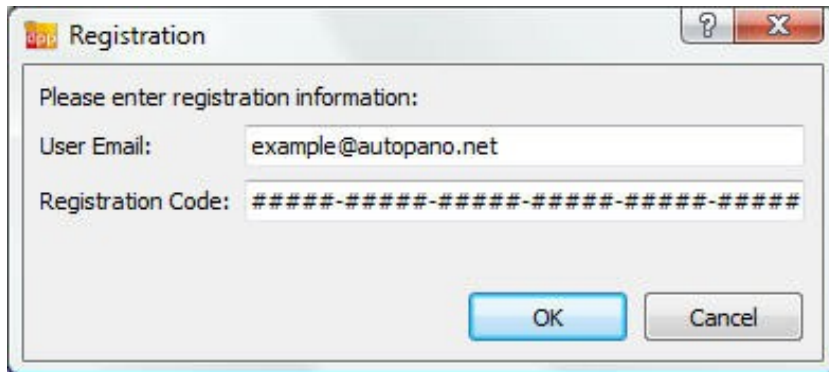 Registration
Please enter registration information:
User Email: example@autopano.net
Registration Code: #####-#####-#####-#####-#####-#####
OK Cancel